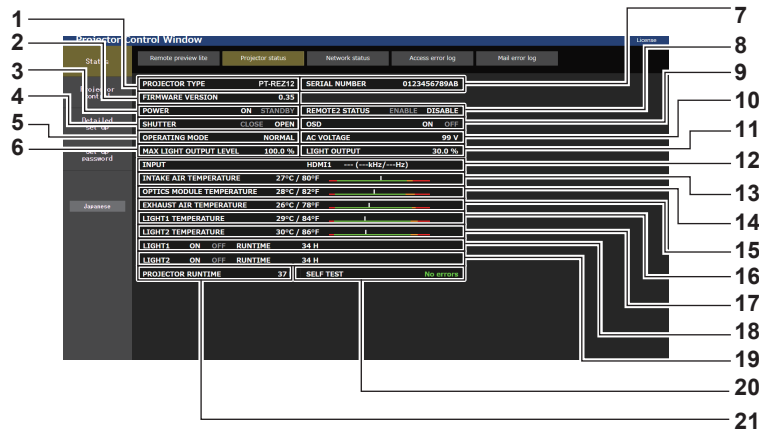 1
2
3
4
5
6
7
8
9
10
11
12
13
14
15
16
17
18
19
20
21
Projector Control Window
License
Status
Remote preview lite
Projector status
Network status
Access error log
Mail error log
Projector control
Detailed set up
Set up password
Japanese
PROJECTOR TYPE PT-REZ12 SERIAL NUMBER 0123456789AB
FIRMWARE VERSION 0.35
POWER ON STANDBY REMOTE2 STATUS ENABLE DISABLE
SHUTTER CLOSE OPEN OSD ON OFF
OPERATING MODE NORMAL AC VOLTAGE 99 V
MAX LIGHT OUTPUT LEVEL 100.0 % LIGHT OUTPUT 30.0 %
INPUT HDMI1 --- (---kHz/---Hz)
INTAKE AIR TEMPERATURE 27°C / 80°F
OPTICS MODULE TEMPERATURE 28°C / 82°F
EXHAUST AIR TEMPERATURE 26°C / 78°F
LIGHT1 TEMPERATURE 29°C / 84°F
LIGHT2 TEMPERATURE 30°C / 86°F
LIGHT1 ON OFF RUNTIME 34 H
LIGHT2 ON OFF RUNTIME 34 H
PROJECTOR RUNTIME 37 SELF TEST No errors